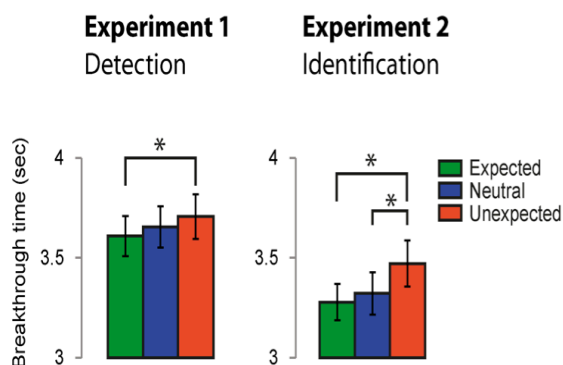 Experiment 1
Detection
Experiment 2
Identification
Breakthrough time (sec)
4
3.5
3
*
4
3.5
3
*
*
Expected
Neutral
Unexpected